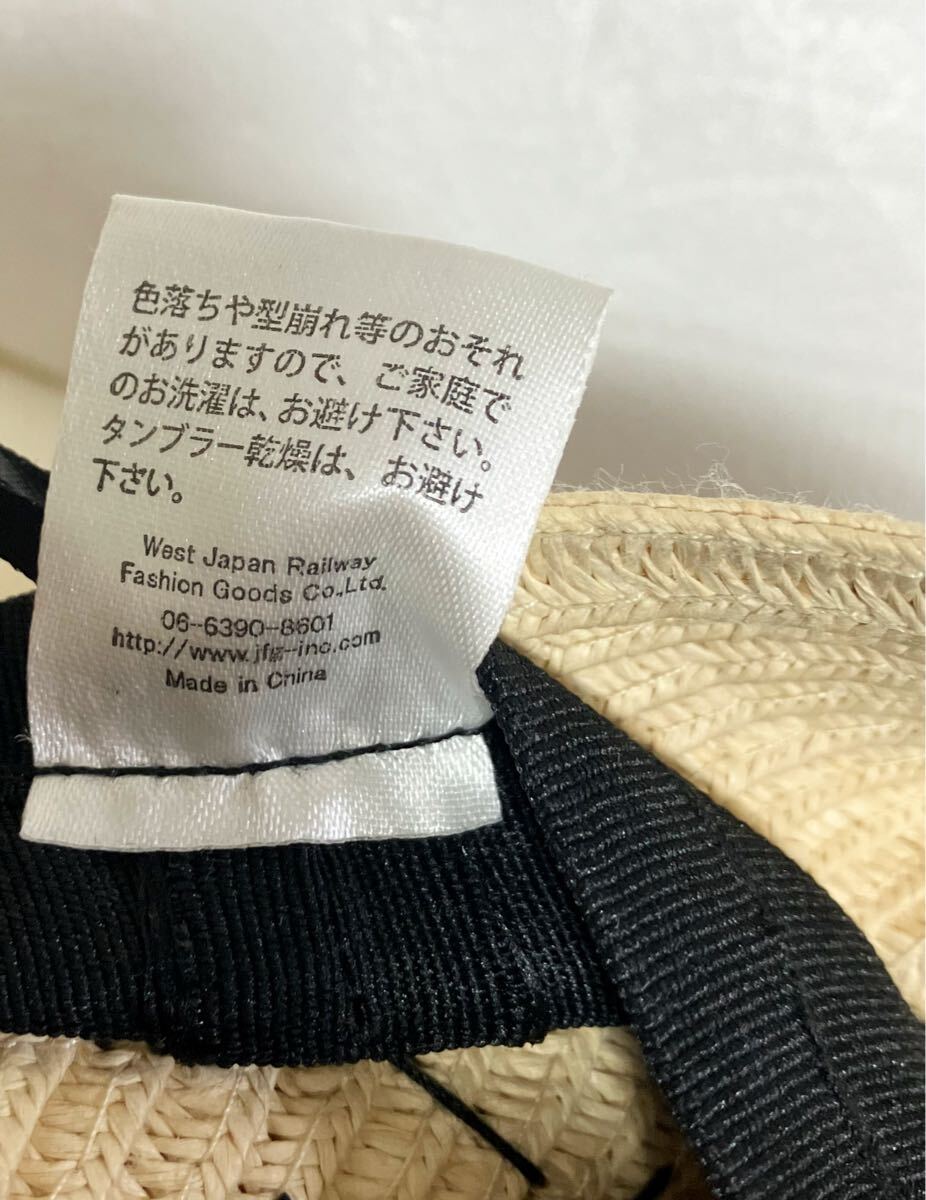 色落ちや型崩れ等のおそれ
がありますので、ご家庭で
のお洗濯は、お避け下さい。
タンブラー乾燥は、お避け
下さい。
West Japan Railway
Fashion Goods Co.,Ltd.
06-6390-8601
http://www.jfg-inc.com
Made in China